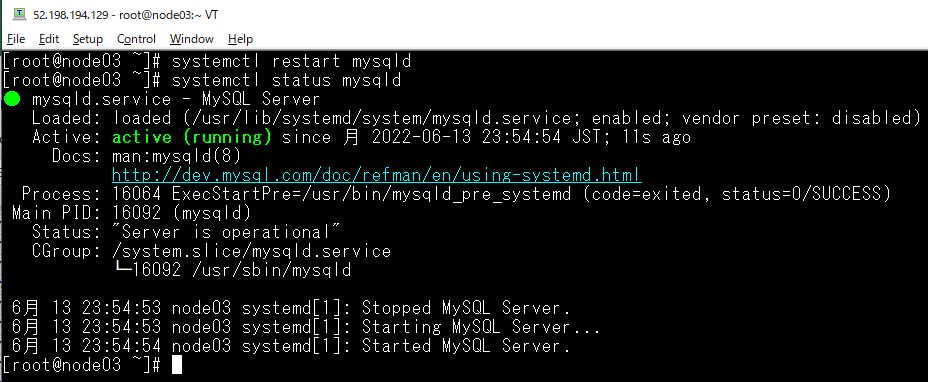 52.198.194.129 - root@node03:~ VT
File Edit Setup Control Window Help
[root@node03 ~]# systemctl restart mysqld
[root@node03 ~]# systemctl status mysqld
● mysqld.service - MySQL Server
Loaded: loaded (/usr/lib/systemd/system/mysqld.service; enabled; vendor preset: disabled)
Active: active (running) since 月 2022-06-13 23:54:54 JST; 11s ago
Docs: man:mysqld(8)
http://dev.mysql.com/doc/refman/en/using-systemd.html
Process: 16064 ExecStartPre=/usr/bin/mysqld_pre_systemd (code=exited, status=0/SUCCESS)
Main PID: 16092 (mysqld)
Status: "Server is operational"
CGroup: /system.slice/mysqld.service
└─16092 /usr/sbin/mysqld
6月 13 23:54:53 node03 systemd[1]: Stopped MySQL Server.
6月 13 23:54:53 node03 systemd[1]: Starting MySQL Server...
6月 13 23:54:54 node03 systemd[1]: Started MySQL Server.
[root@node03 ~]#